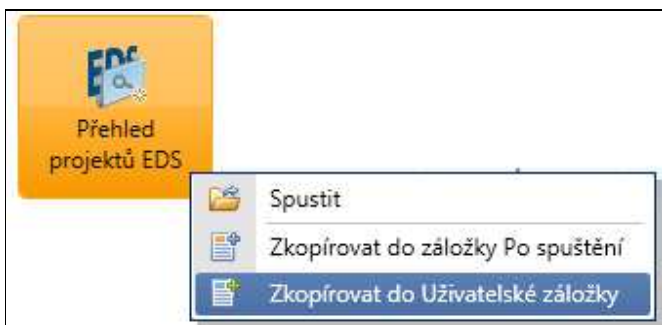 EDS
Přehled
projektů EDS
Spustit
Zkopírovat do záložky Po spuštění
Zkopírovat do Uživatelské záložky